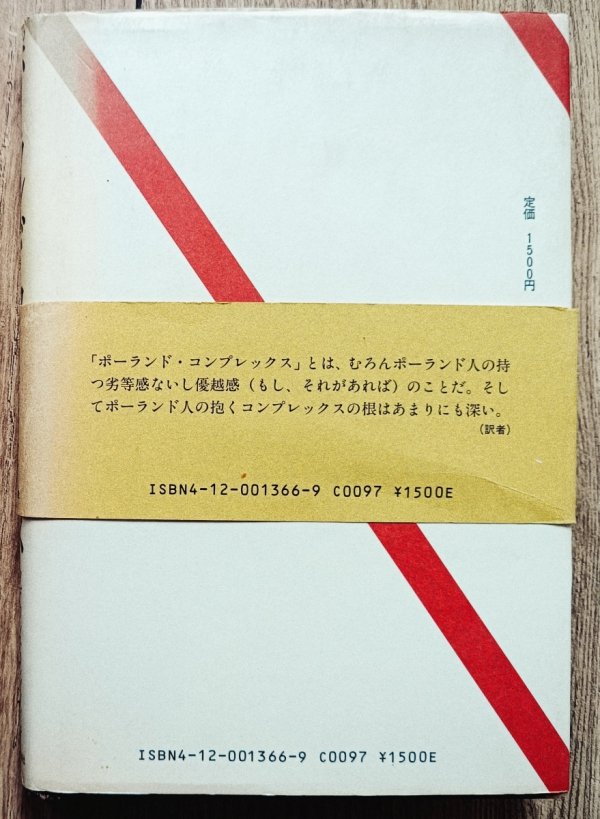 定価 1500円
「ポーランド・コンプレックス」とは、むろんポーランド人の持
つ劣等感ないし優越感（もし、それがあれば）のことだ。そし
てポーランド人の抱くコンプレックスの根はあまりにも深い。
（訳者）
ISBN4-12-001366-9 C0097 ¥1500E
ISBN4-12-001366-9 C0097 ¥1500E